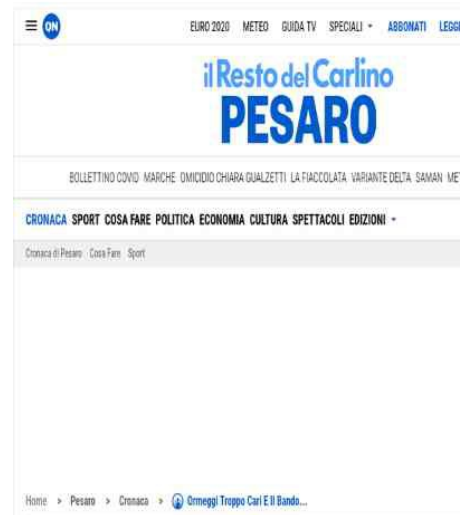 ON EURO 2020 METEO GUIDA TV SPECIALI ABBONATI LEGGI
il Resto del Carlino
PESARO
BOLLETTINO COVID MARCHE OMICIDIO CHIARA GUALZETTI LA FIACCOLATA VARIANTE DELTA SAMAN MET
CRONACA SPORT COSA FARE POLITICA ECONOMIA CULTURA SPETTACOLI EDIZIONI
Cronaca di Pesaro Cosa Fare Sport
Home > Pesaro > Cronaca > Ormeggi Troppo Cari E Il Bando...